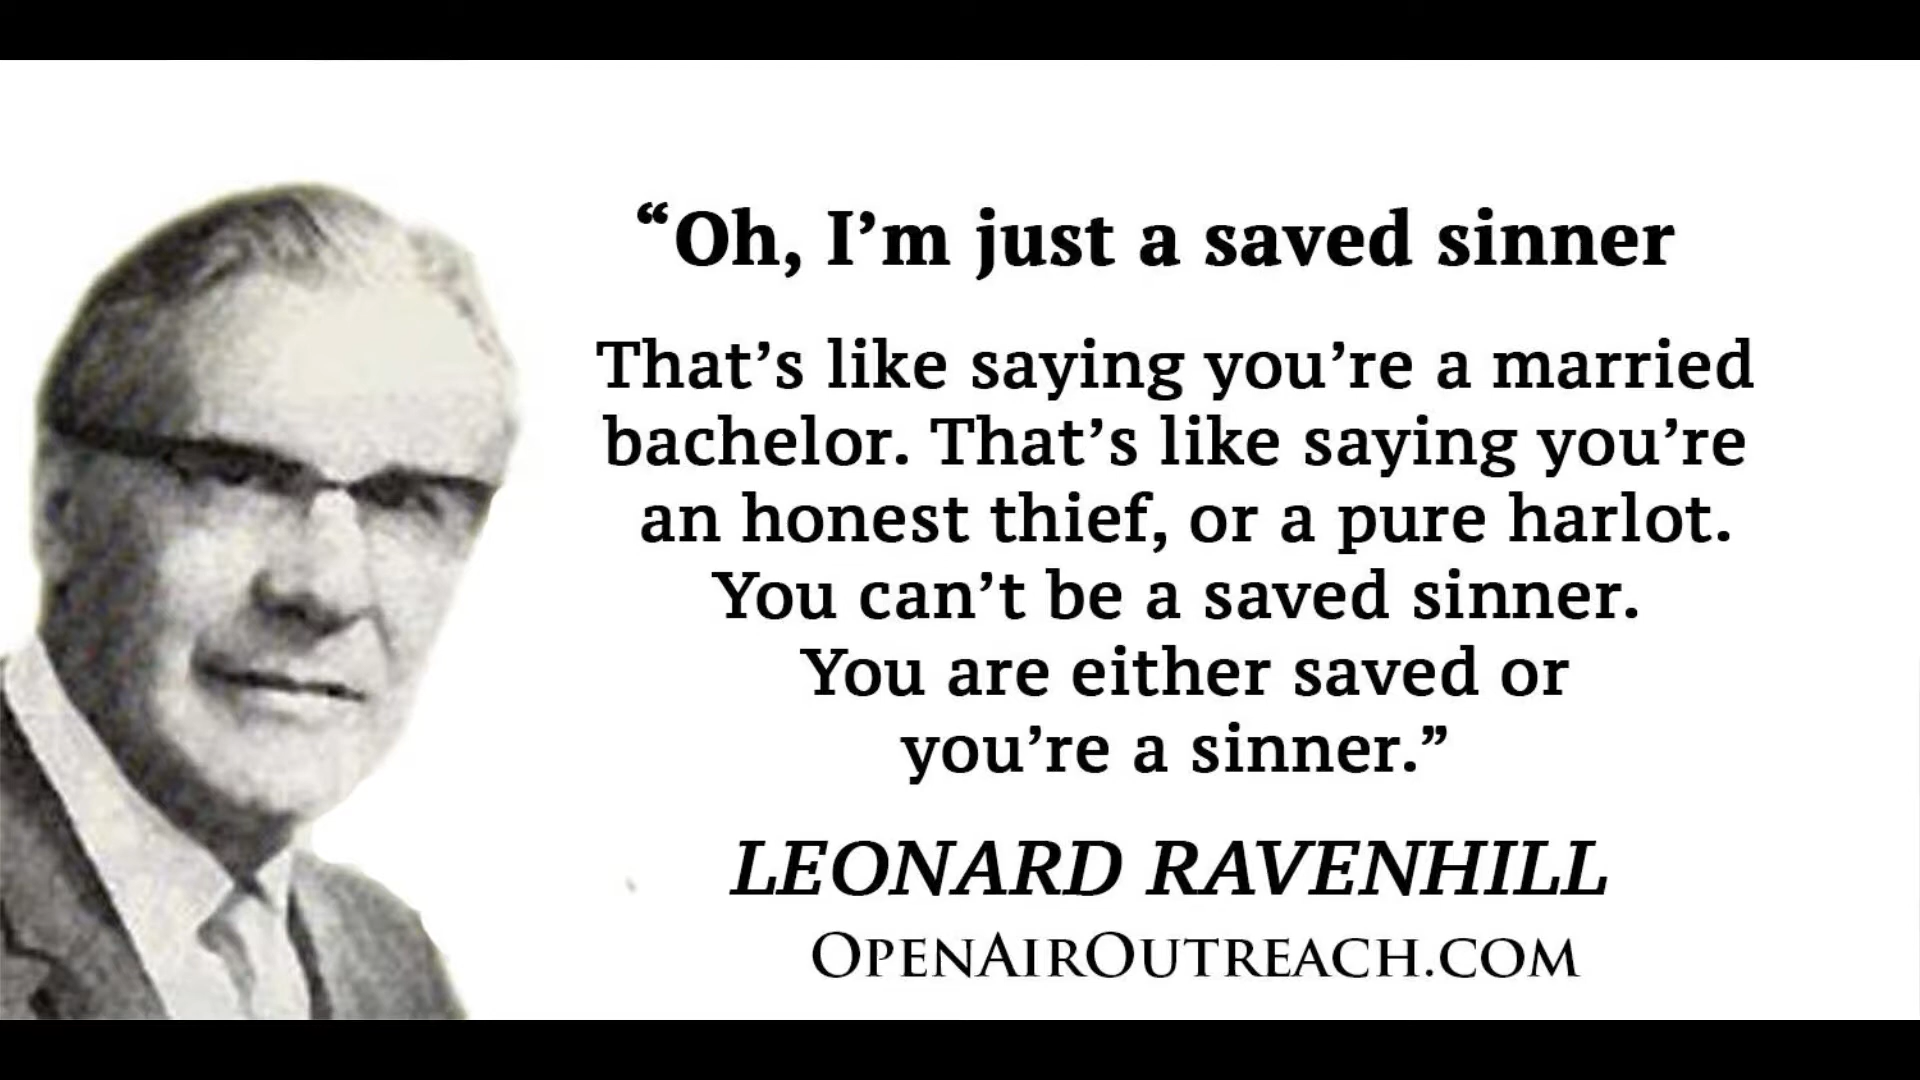 “Oh, I’m just a saved sinner
That’s like saying you’re a married
bachelor. That’s like saying you’re
an honest thief, or a pure harlot.
You can’t be a saved sinner.
You are either saved or
you’re a sinner.”
LEONARD RAVENHILL
OPENAIROUTREACH.COM